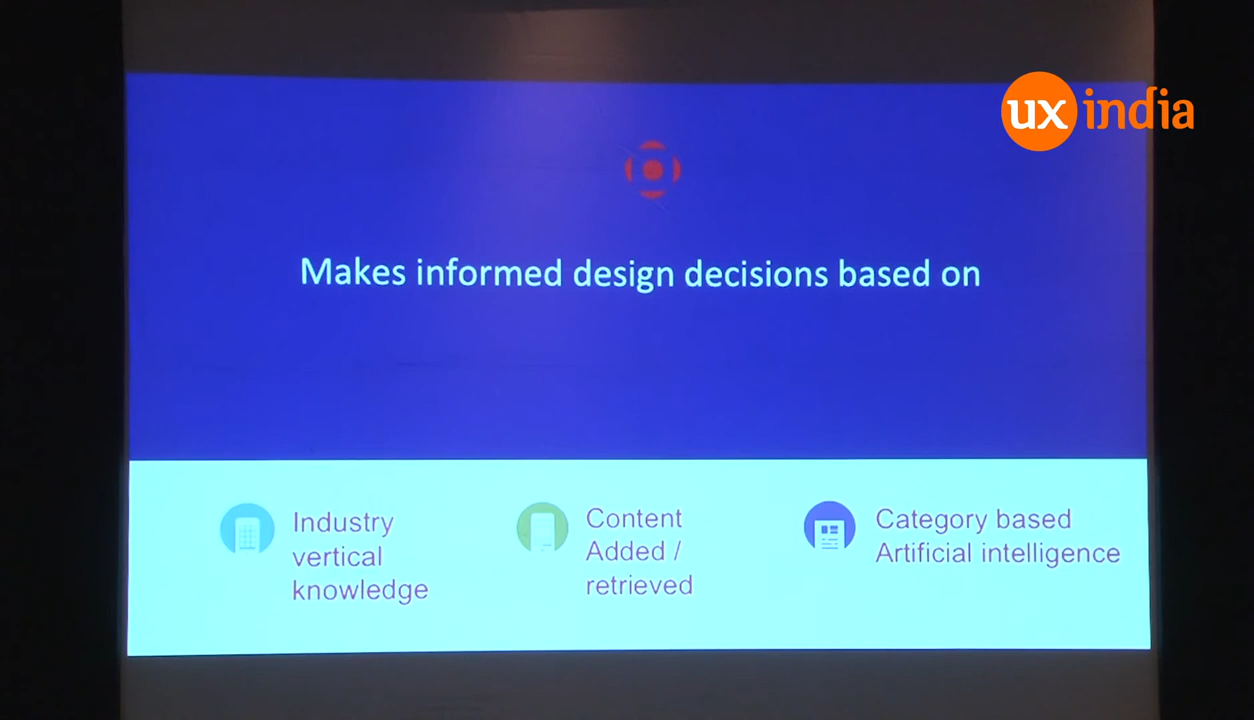 ux india
Makes informed design decisions based on
Industry
vertical
knowledge
Content
Added /
retrieved
Category based
Artificial intelligence